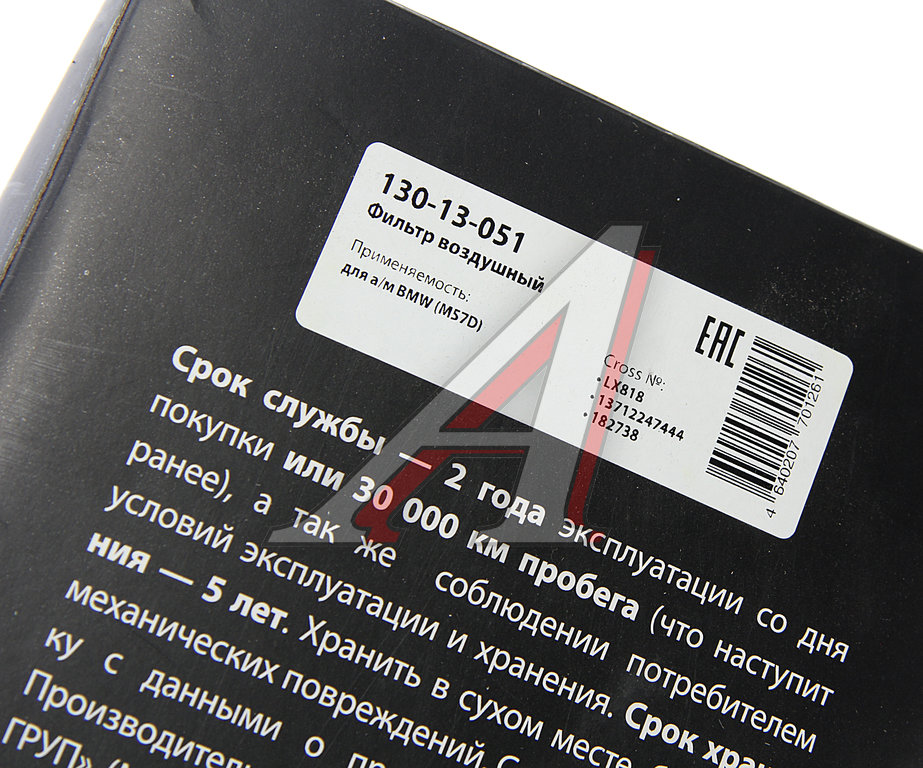 130-13-051
Фильтр воздушный
Применяемость:
для а/м BMW (M57D)
EAC
Cross №:
• LX818
• 13712247444
• 182738
4 640207 701261
Срок службы — 2 года эксплуатации со дня
покупки или 30 000 км пробега (что наступит
ранее), а так же соблюдении потребителем
условий эксплуатации и хранения. Срок хра
ния — 5 лет. Хранить в сухом месте
механических повреждений. С
ку с данными о
Производител
ГРУП»